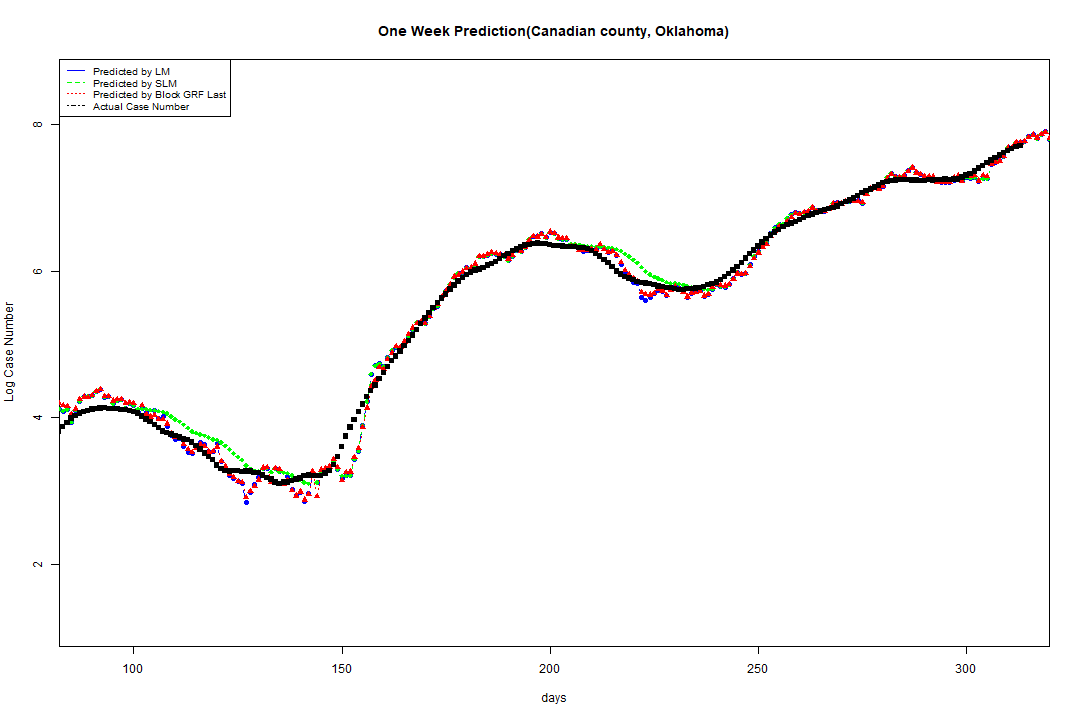 One Week Prediction(Canadian county, Oklahoma)
Predicted by LM
Predicted by SLM
Predicted by Block GRF Last
Actual Case Number
8
6
4
2
Log Case Number
100 150 200 250 300
days